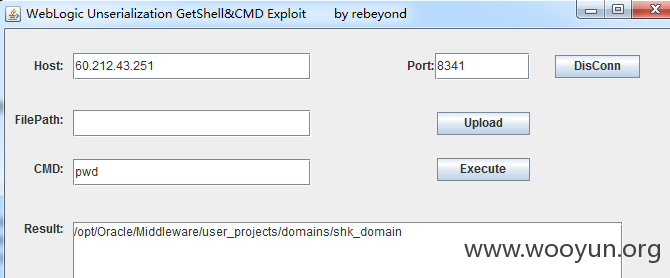 WebLogic Unserialization GetShell&CMD Exploit by rebeyond
Host: 60.212.43.251 Port: 8341 DisConn
FilePath: Upload
CMD: pwd Execute
Result: /opt/Oracle/Middleware/user_projects/domains/shk_domain
www.wooyun.org